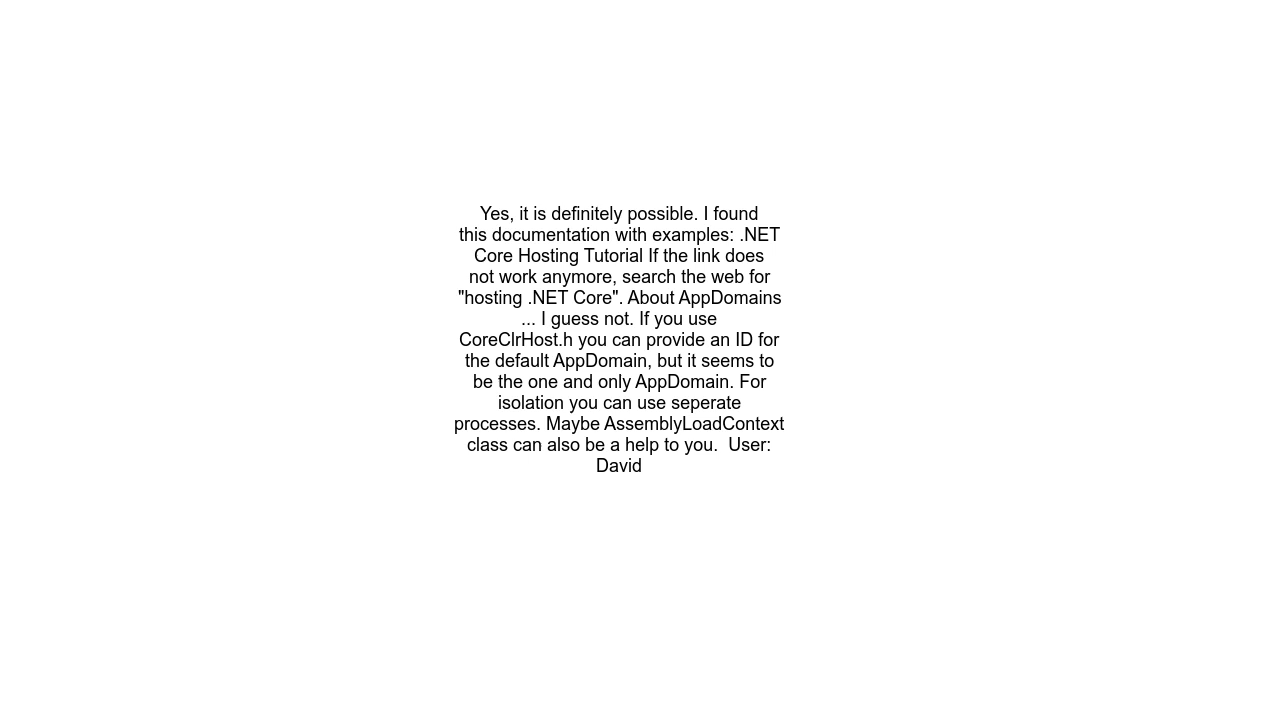 Yes, it is definitely possible. I found
this documentation with examples: .NET
Core Hosting Tutorial If the link does
not work anymore, search the web for
"hosting .NET Core". About AppDomains
... I guess not. If you use
CoreClrHost.h you can provide an ID for
the default AppDomain, but it seems to
be the one and only AppDomain. For
isolation you can use seperate
processes. Maybe AssemblyLoadContext
class can also be a help to you.  User:
David